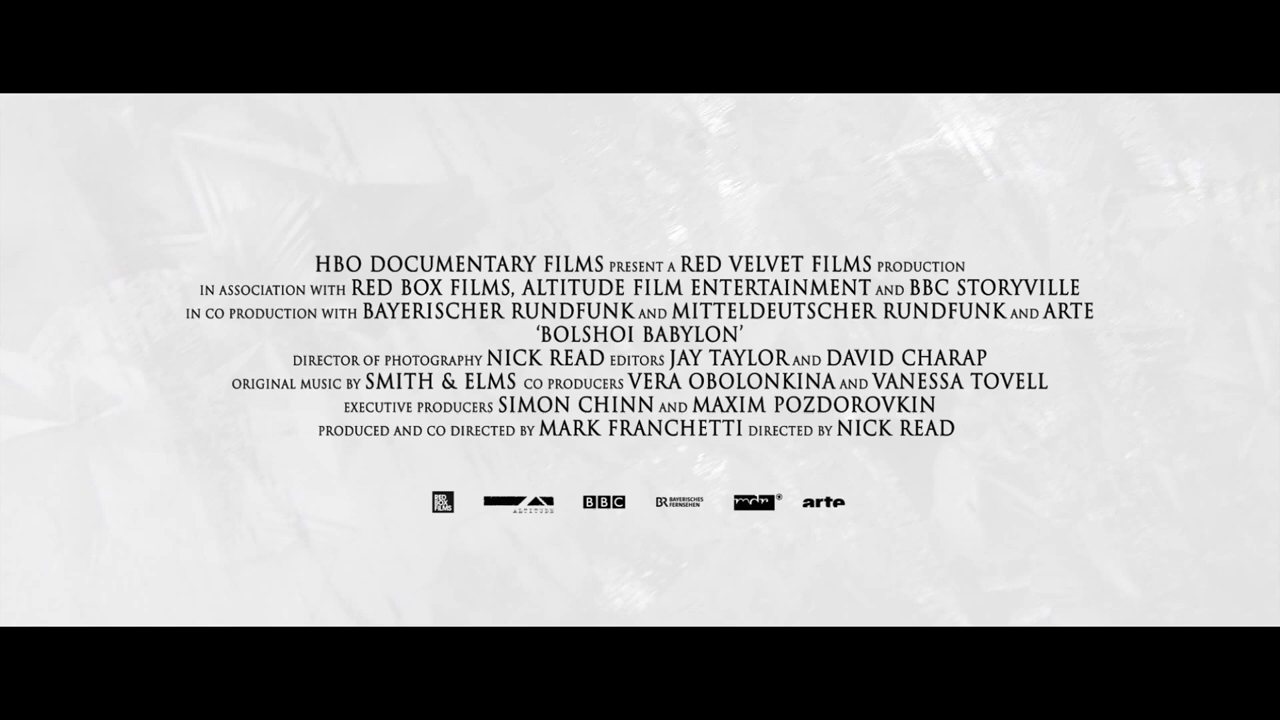 HBO DOCUMENTARY FILMS PRESENT A RED VELVET FILMS PRODUCTION
IN ASSOCIATION WITH RED BOX FILMS, ALTITUDE FILM ENTERTAINMENT AND BBC STORYVILLE
IN CO PRODUCTION WITH BAYERISCHER RUNDFUNK AND MITTELDEUTSCHER RUNDFUNK AND ARTE
‘BOLSHOI BABYLON’
DIRECTOR OF PHOTOGRAPHY NICK READ EDITORS JAY TAYLOR AND DAVID CHARAP
ORIGINAL MUSIC BY SMITH & ELMS CO PRODUCERS VERA OBOLONKINA AND VANESSA TOVELL
EXECUTIVE PRODUCERS SIMON CHINN AND MAXIM POZDOROVKIN
PRODUCED AND CO DIRECTED BY MARK FRANCHETTI DIRECTED BY NICK READ
RED BOX FILMS
ALTITUDE
BBC
BR BAYERISCHES FERNSEHEN
mdr
arte